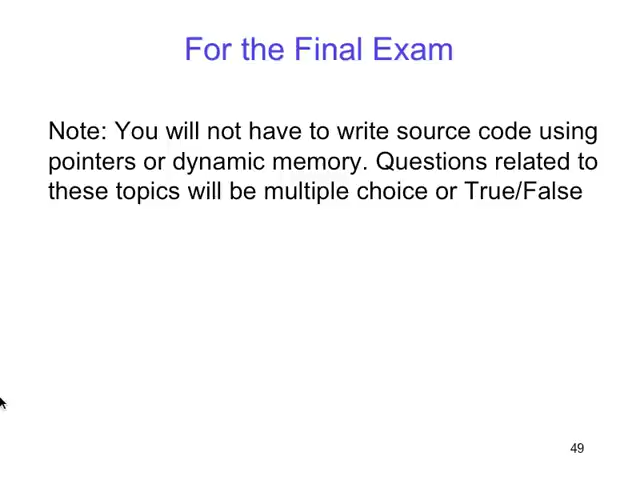 For the Final Exam
Note: You will not have to write source code using
pointers or dynamic memory. Questions related to
these topics will be multiple choice or True/False
49